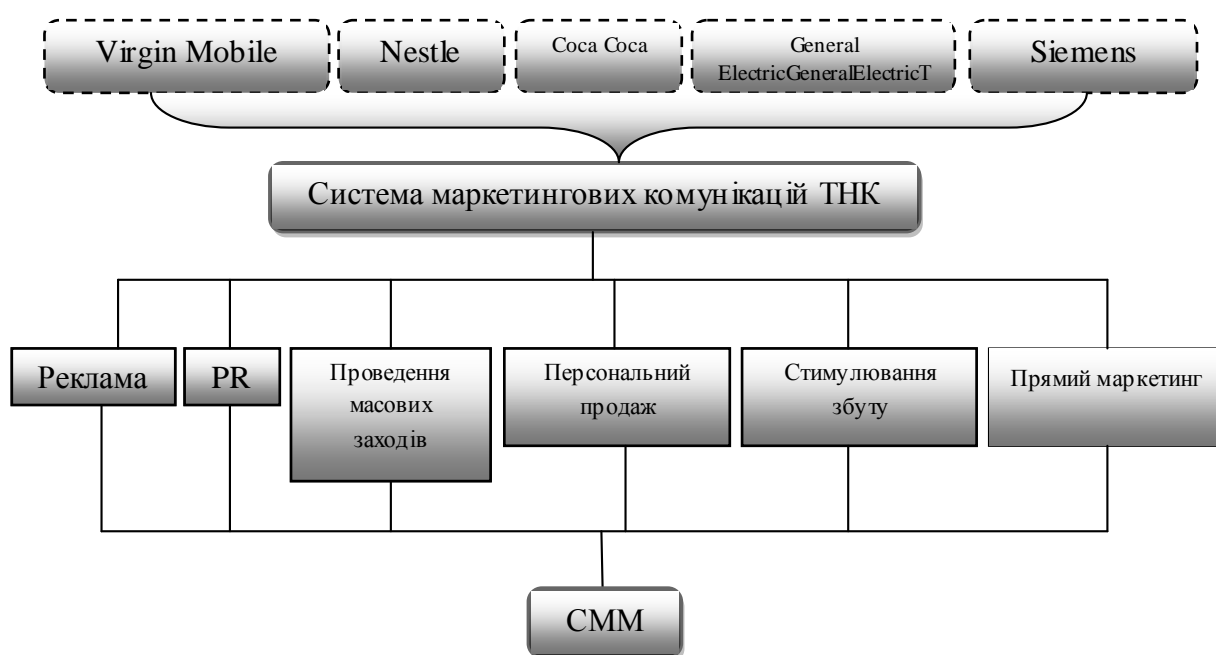 Virgin Mobile
Nestle
Coca Coca
General
ElectricGeneralElectricT
Siemens
Система маркетингових комунікацій ТНК
Реклама
PR
Проведення
масових
заходів
Персональний
продаж
Стимулювання
збуту
Прямий маркетинг
СММ